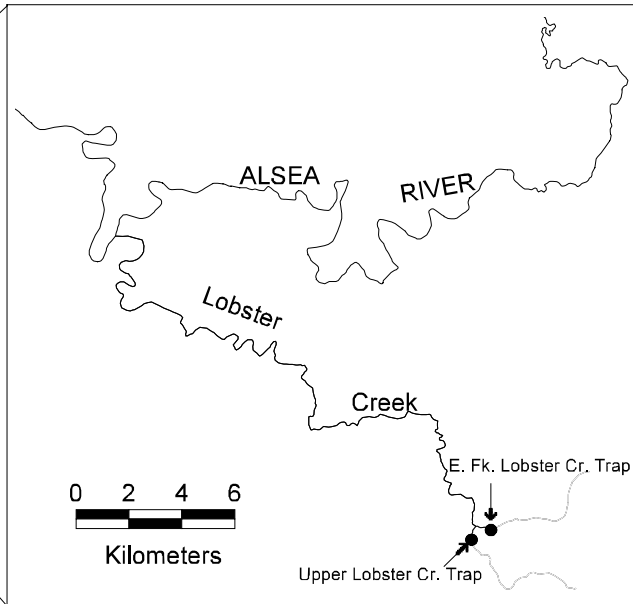 ALSEA
RIVER
Lobster
Creek
E. Fk. Lobster Cr. Trap
0 2 4 6
Kilometers
Upper Lobster Cr. Trap